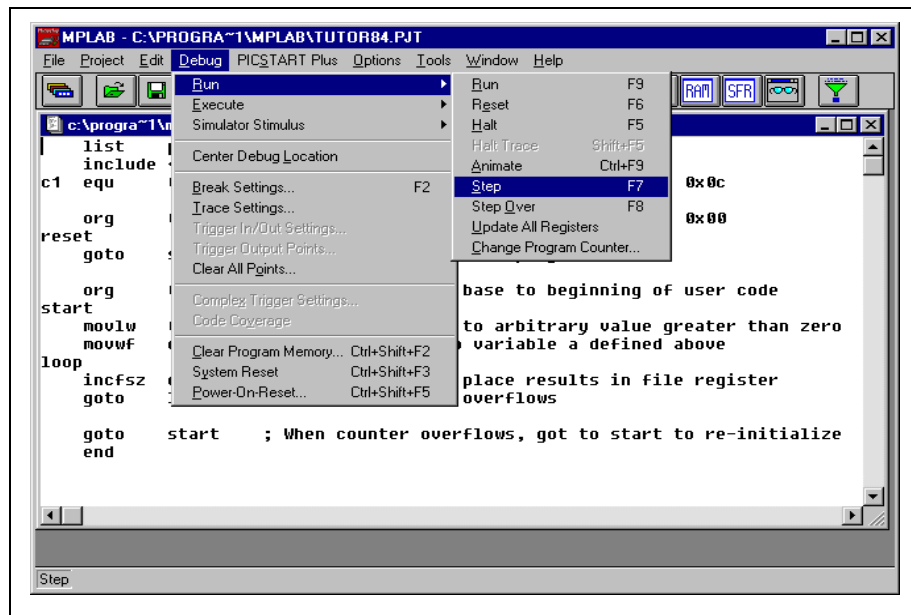 MPLAB - C:\PROGRA~1\MPLAB\TUTOR84.PJT
File Project Edit Debug PICSTART Plus Options Tools Window Help
RAM SFR
c:\progra~1\m
Run
Execute
Simulator Stimulus
Center Debug Location
Break Settings... F2
Trace Settings...
Trigger In/Out Settings...
Trigger Output Points...
Clear All Points...
Complex Trigger Settings...
Code Coverage
Clear Program Memory... Ctrl+Shift+F2
System Reset Ctrl+Shift+F3
Power-On-Reset... Ctrl+Shift+F5
Run F9
Reset F6
Halt F5
Halt Trace Shift+F5
Animate Ctrl+F9
Step F7
Step Over F8
Update All Registers
Change Program Counter...
list
include <
c1 equ 0x0c
org 0x00
reset
goto
org base to beginning of user code
start
movlw to arbitrary value greater than zero
movwf variable a defined above
loop
incfsz place results in file register
goto overflows
goto start ; When counter overflows, got to start to re-initialize
end
Step